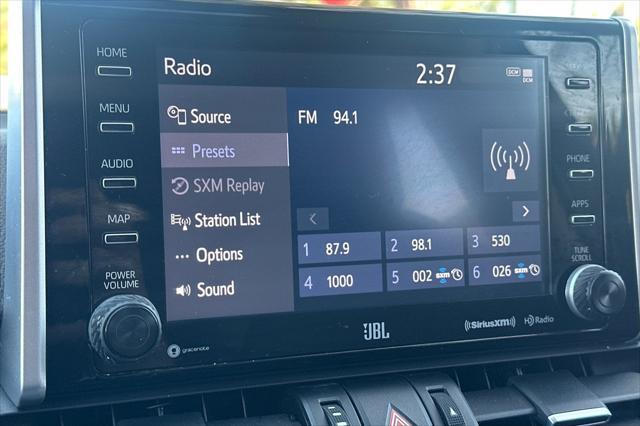 HOME
MENU
AUDIO
MAP
POWER
VOLUME
Radio
2:37
DCM
DCM
Source
Presets
SXM Replay
Station List
Options
Sound
FM 94.1
1 87.9
2 98.1
3 530
4 1000
5 002 sxm
6 026 sxm
PHONE
APPS
TUNE
SCROLL
gracenote
JBL
((SiriusXM))
HD Radio